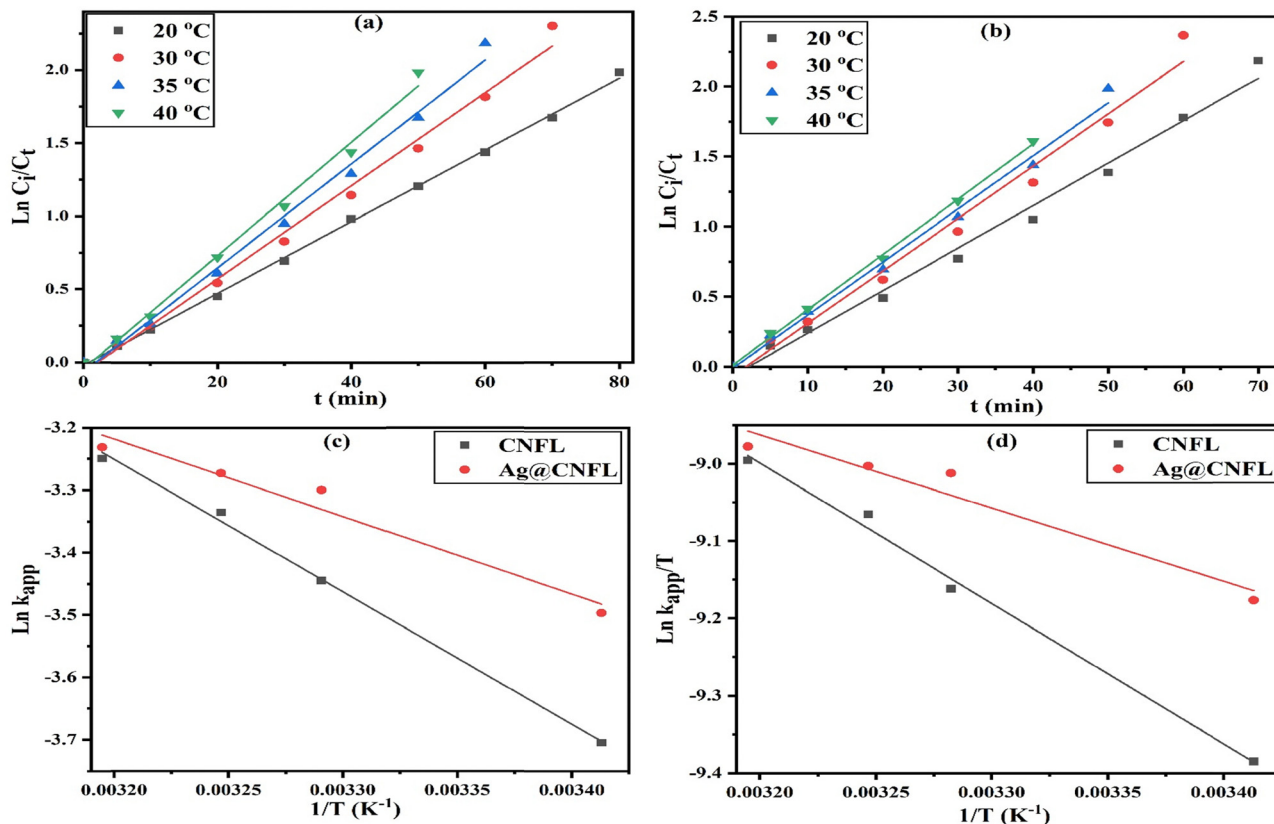 (a)
20 °C
30 °C
35 °C
40 °C
2.0
1.5
1.0
0.5
0.0
Ln Ci/Ct
0 20 40 60 80
t (min)
(b)
20 °C
30 °C
35 °C
40 °C
2.5
2.0
1.5
1.0
0.5
0.0
Ln Ci/Ct
0 10 20 30 40 50 60 70
t (min)
(c)
CNFL
Ag@CNFL
-3.2
-3.3
-3.4
-3.5
-3.6
-3.7
Ln kapp
0.00320 0.00325 0.00330 0.00335 0.00340
1/T (K-1)
(d)
CNFL
Ag@CNFL
-9.0
-9.1
-9.2
-9.3
-9.4
Ln kapp/T
0.00320 0.00325 0.00330 0.00335 0.00340
1/T (K-1)